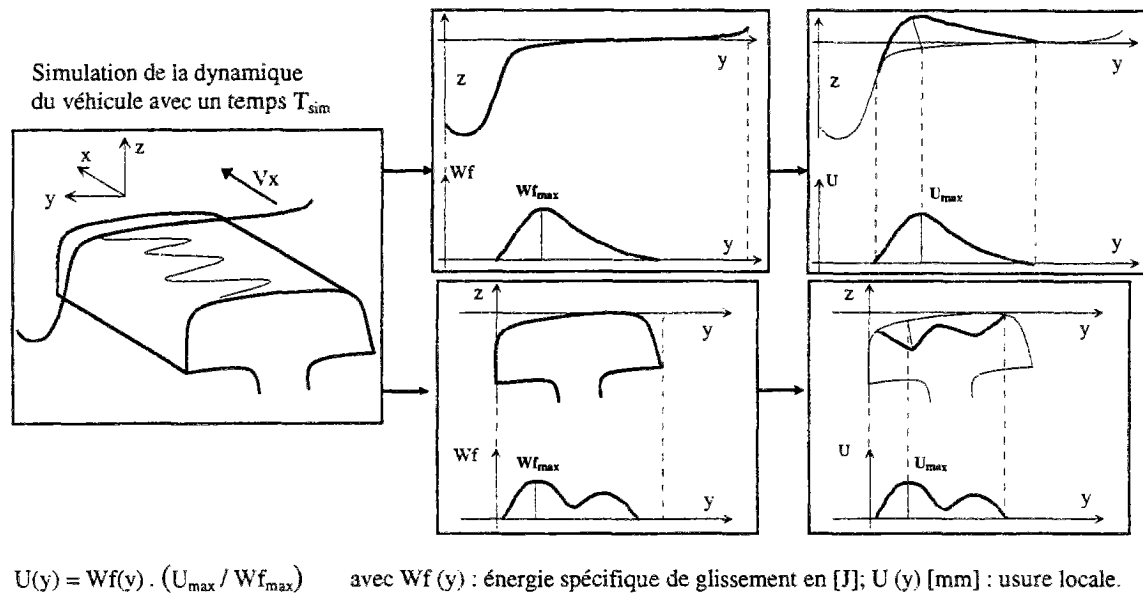 Simulation de la dynamique
du véhicule avec un temps T_sim
x
z
y
Vx
z
y
Wf
Wf_max
y
z
y
U
U_max
y
z
y
Wf
Wf_max
y
z
y
U
U_max
y
U(y) = Wf(y) . (U_max / Wf_max) avec Wf (y) : énergie spécifique de glissement en [J]; U (y) [mm] : usure locale.